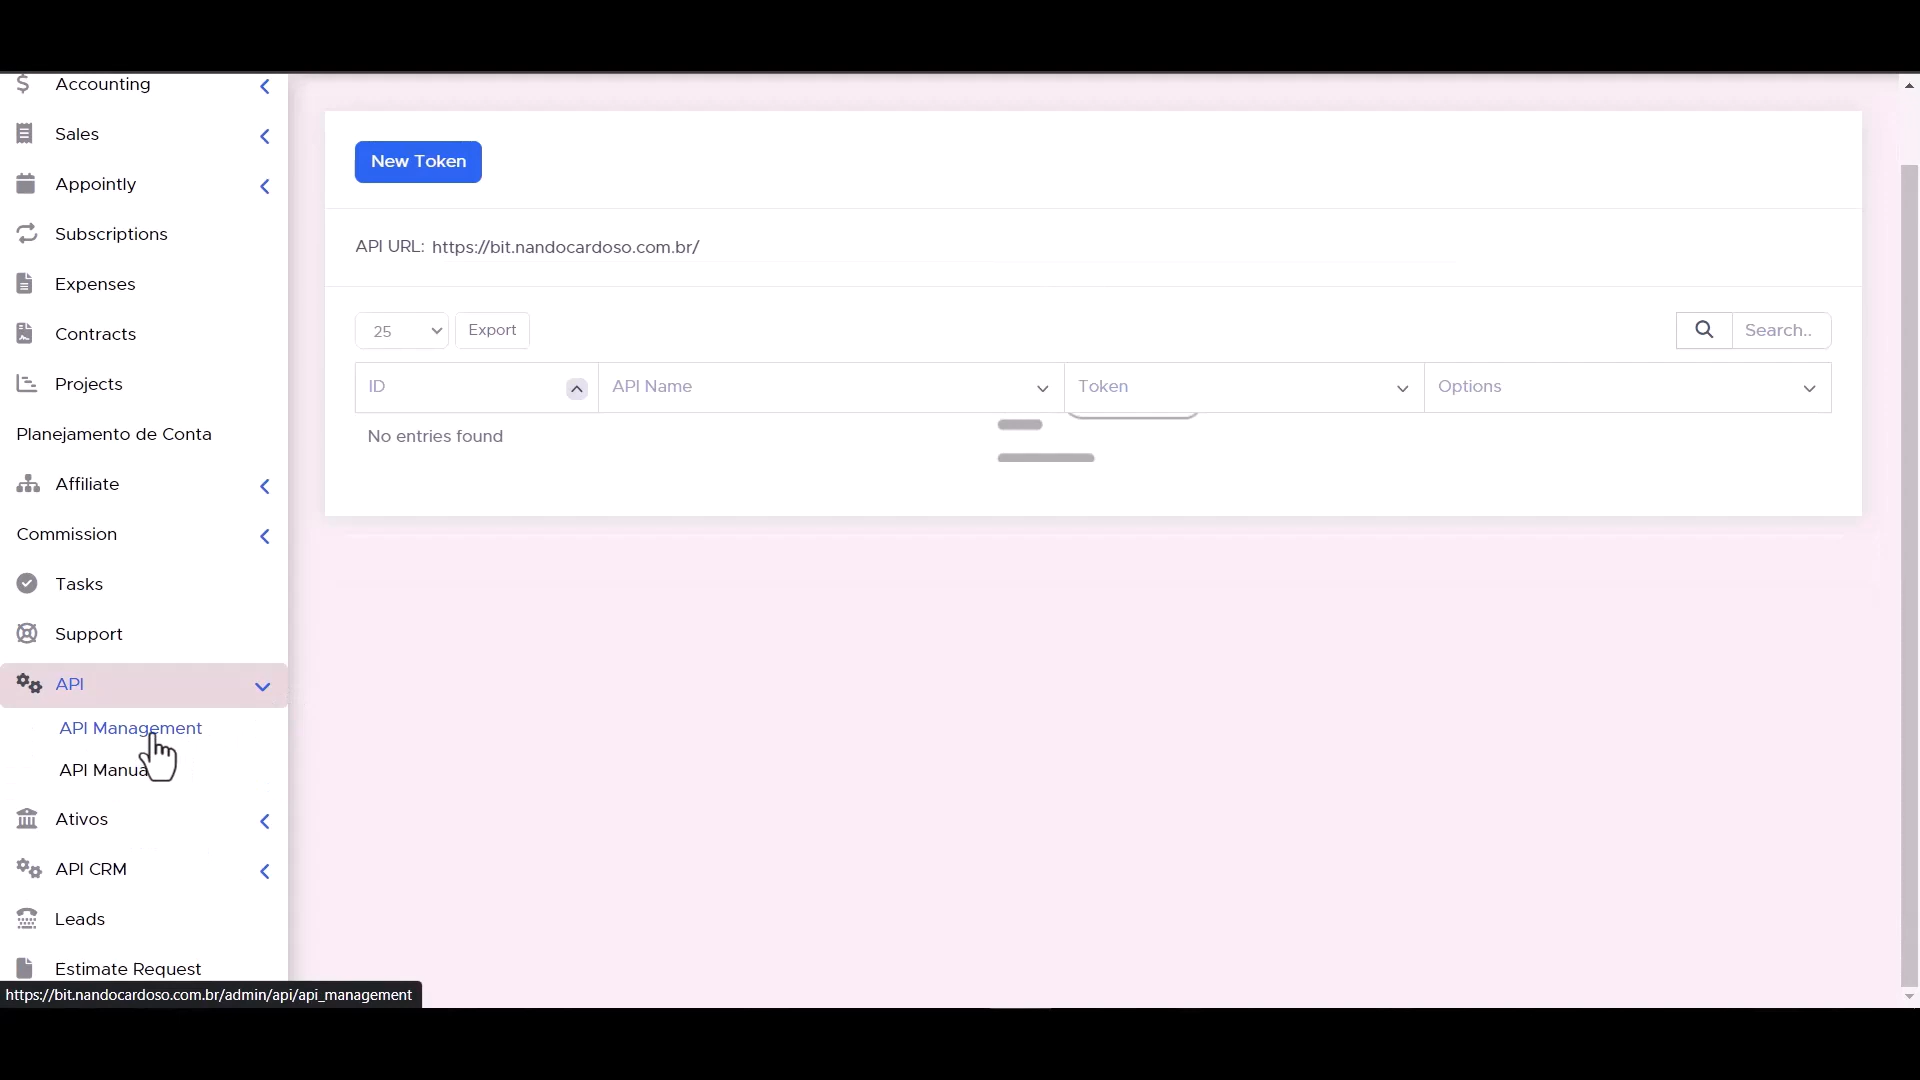 Accounting
Sales
Appointly
Subscriptions
Expenses
Contracts
Projects
Planejamento de Conta
Affiliate
Commission
Tasks
Support
API
API Management
API Manua
Ativos
API CRM
Leads
Estimate Request
https://bit.nandocardoso.com.br/admin/api/api_management
New Token
API URL: https://bit.nandocardoso.com.br/
25 Export Search..
ID API Name Token Options
No entries found